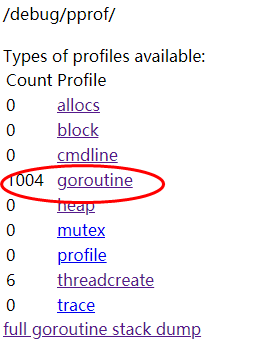 /debug/pprof/
Types of profiles available:
Count Profile
0 allocs
0 block
0 cmdline
1004 goroutine
0 heap
0 mutex
0 profile
6 threadcreate
0 trace
full goroutine stack dump